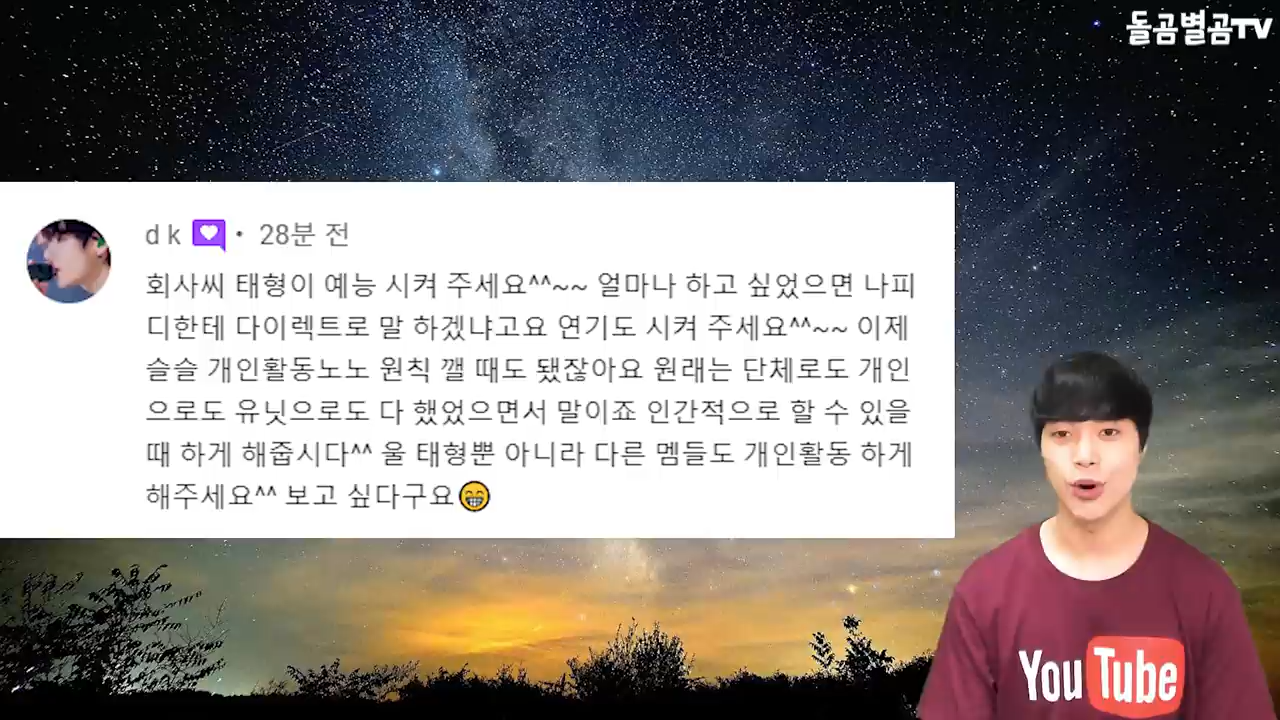 돌곰별곰TV
d k • 28분 전
회사씨 태형이 예능 시켜 주세요^^~~ 얼마나 하고 싶었으면 나피
디한테 다이렉트로 말 하겠냐고요 연기도 시켜 주세요^^~~ 이제
슬슬 개인활동노노 원칙 깰 때도 됐잖아요 원래는 단체로도 개인
으로도 유닛으로도 다 했었으면서 말이죠 인간적으로 할 수 있을
때 하게 해줍시다^^ 울 태형뿐 아니라 다른 멤들도 개인활동 하게
해주세요^^ 보고 싶다구요😁
You Tube